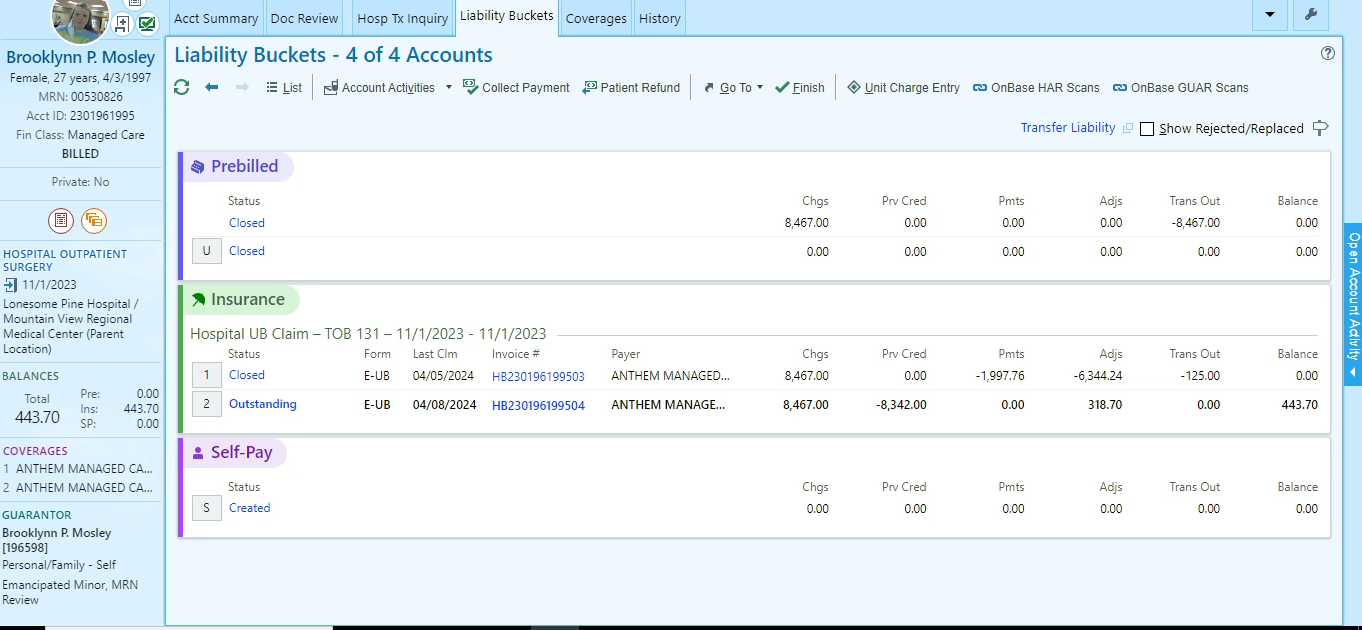 Acct Summary Doc Review Hosp Tx Inquiry Liability Buckets Coverages History
Brooklynn P. Mosley
Female, 27 years, 4/3/1997
MRN: 00530826
Acct ID: 2301961995
Fin Class: Managed Care
BILLED
Private: No
HOSPITAL OUTPATIENT
SURGERY
11/1/2023
Lonesome Pine Hospital /
Mountain View Regional
Medical Center (Parent
Location)
BALANCES
Total
443.70
Pre: 0.00
Ins: 443.70
SP: 0.00
COVERAGES
1 ANTHEM MANAGED CA...
2 ANTHEM MANAGED CA...
GUARANTOR
Brooklynn P. Mosley
[196598]
Personal/Family - Self
Emancipated Minor, MRN
Review
Liability Buckets - 4 of 4 Accounts
List Account Activities Collect Payment Patient Refund Go To Finish Unit Charge Entry OnBase HAR Scans OnBase GUAR Scans
Transfer Liability Show Rejected/Replaced
Prebilled
Status Chgs Prv Cred Pmts Adjs Trans Out Balance
Closed 8,467.00 0.00 0.00 0.00 -8,467.00 0.00
U Closed 0.00 0.00 0.00 0.00 0.00 0.00
Insurance
Hospital UB Claim – TOB 131 – 11/1/2023 - 11/1/2023
Status Form Last Clm Invoice # Payer Chgs Prv Cred Pmts Adjs Trans Out Balance
1 Closed E-UB 04/05/2024 HB230196199503 ANTHEM MANAGED... 8,467.00 0.00 -1,997.76 -6,344.24 -125.00 0.00
2 Outstanding E-UB 04/08/2024 HB230196199504 ANTHEM MANAGE... 8,467.00 -8,342.00 0.00 318.70 0.00 443.70
Self-Pay
Status Chgs Prv Cred Pmts Adjs Trans Out Balance
S Created 0.00 0.00 0.00 0.00 0.00 0.00
Open Account Activity